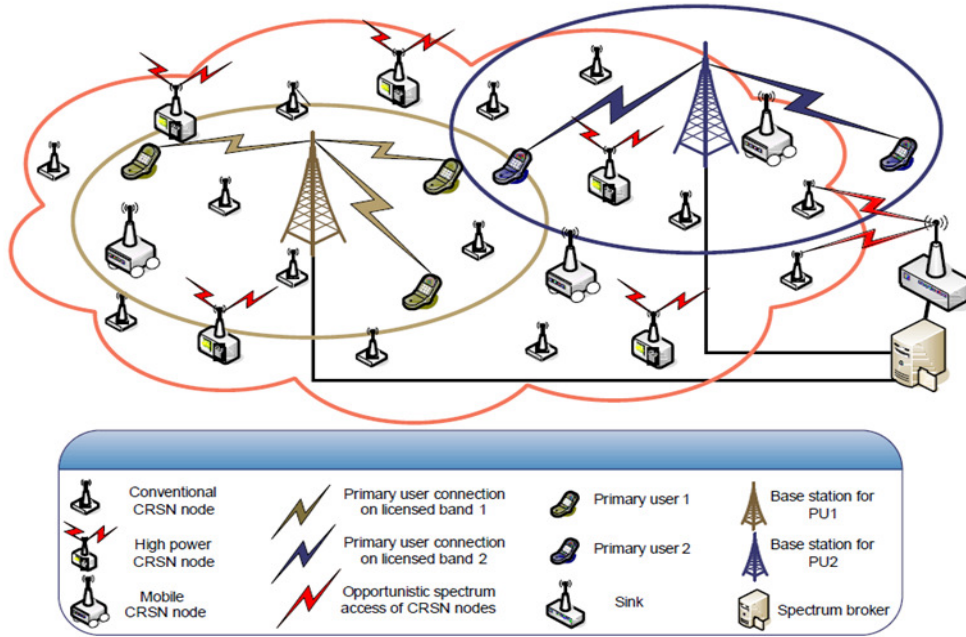 Conventional
CRSN node
Primary user connection
on licensed band 1
Primary user 1
Base station for
PU1
High power
CRSN node
Primary user connection
on licensed band 2
Primary user 2
Base station for
PU2
Mobile
CRSN node
Opportunistic spectrum
access of CRSN nodes
Sink
Spectrum broker